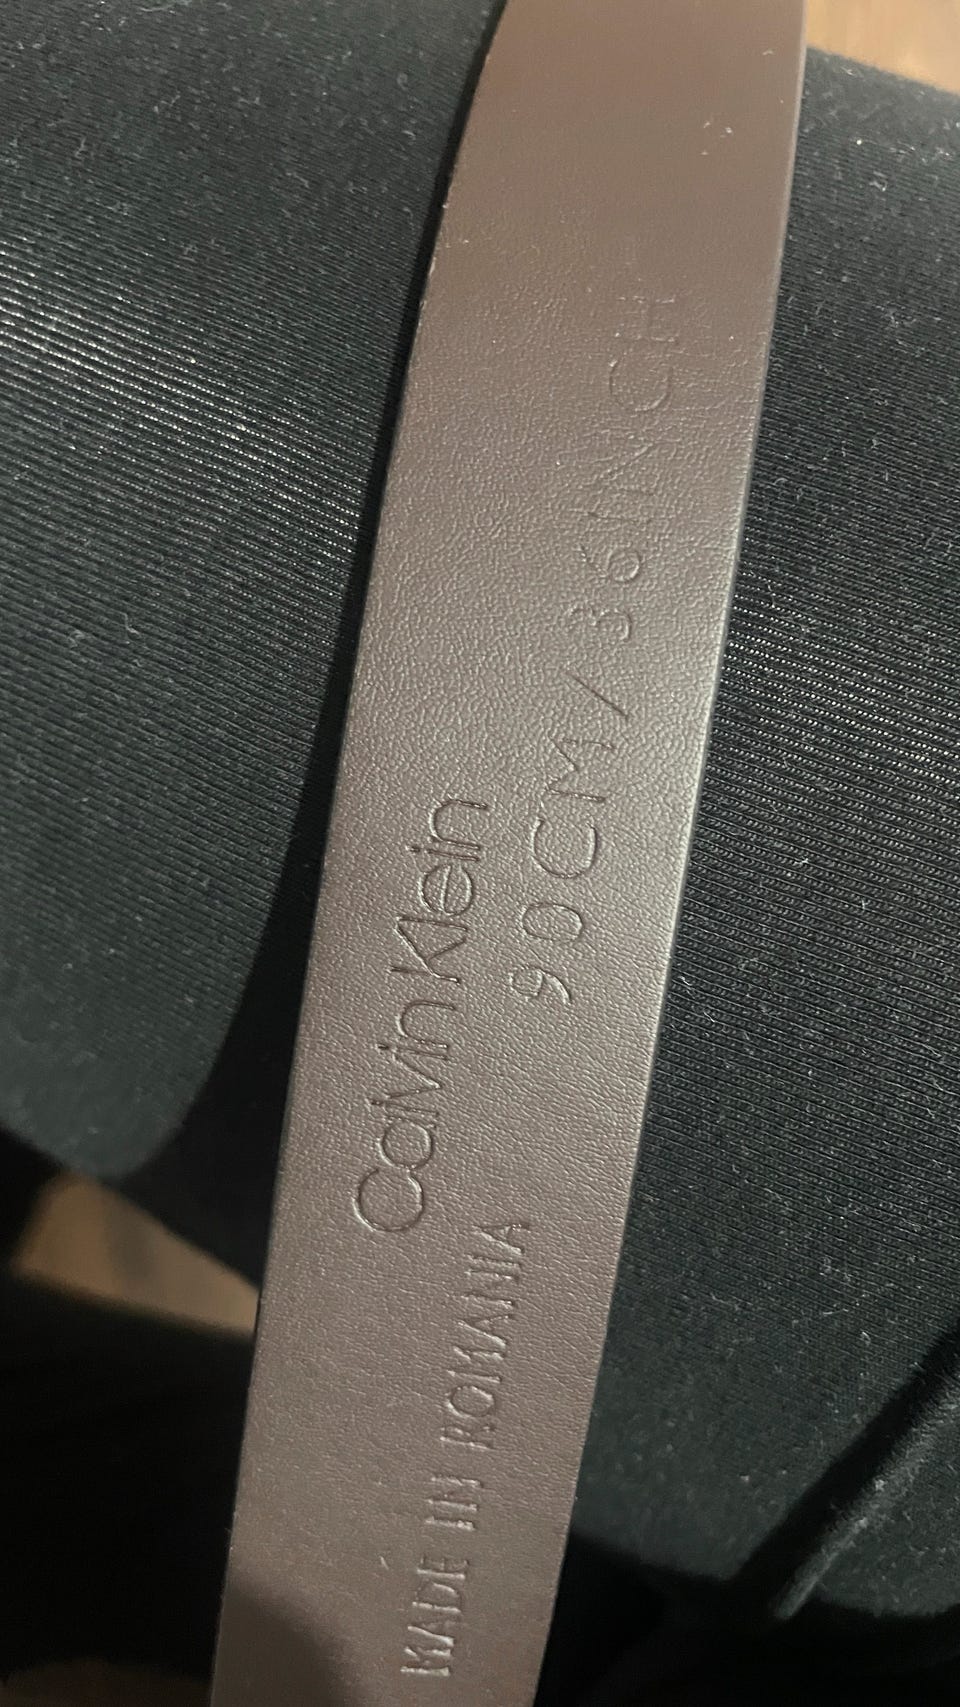 Calvin Klein
90CM/36INCH
MADE IN ROMANIA